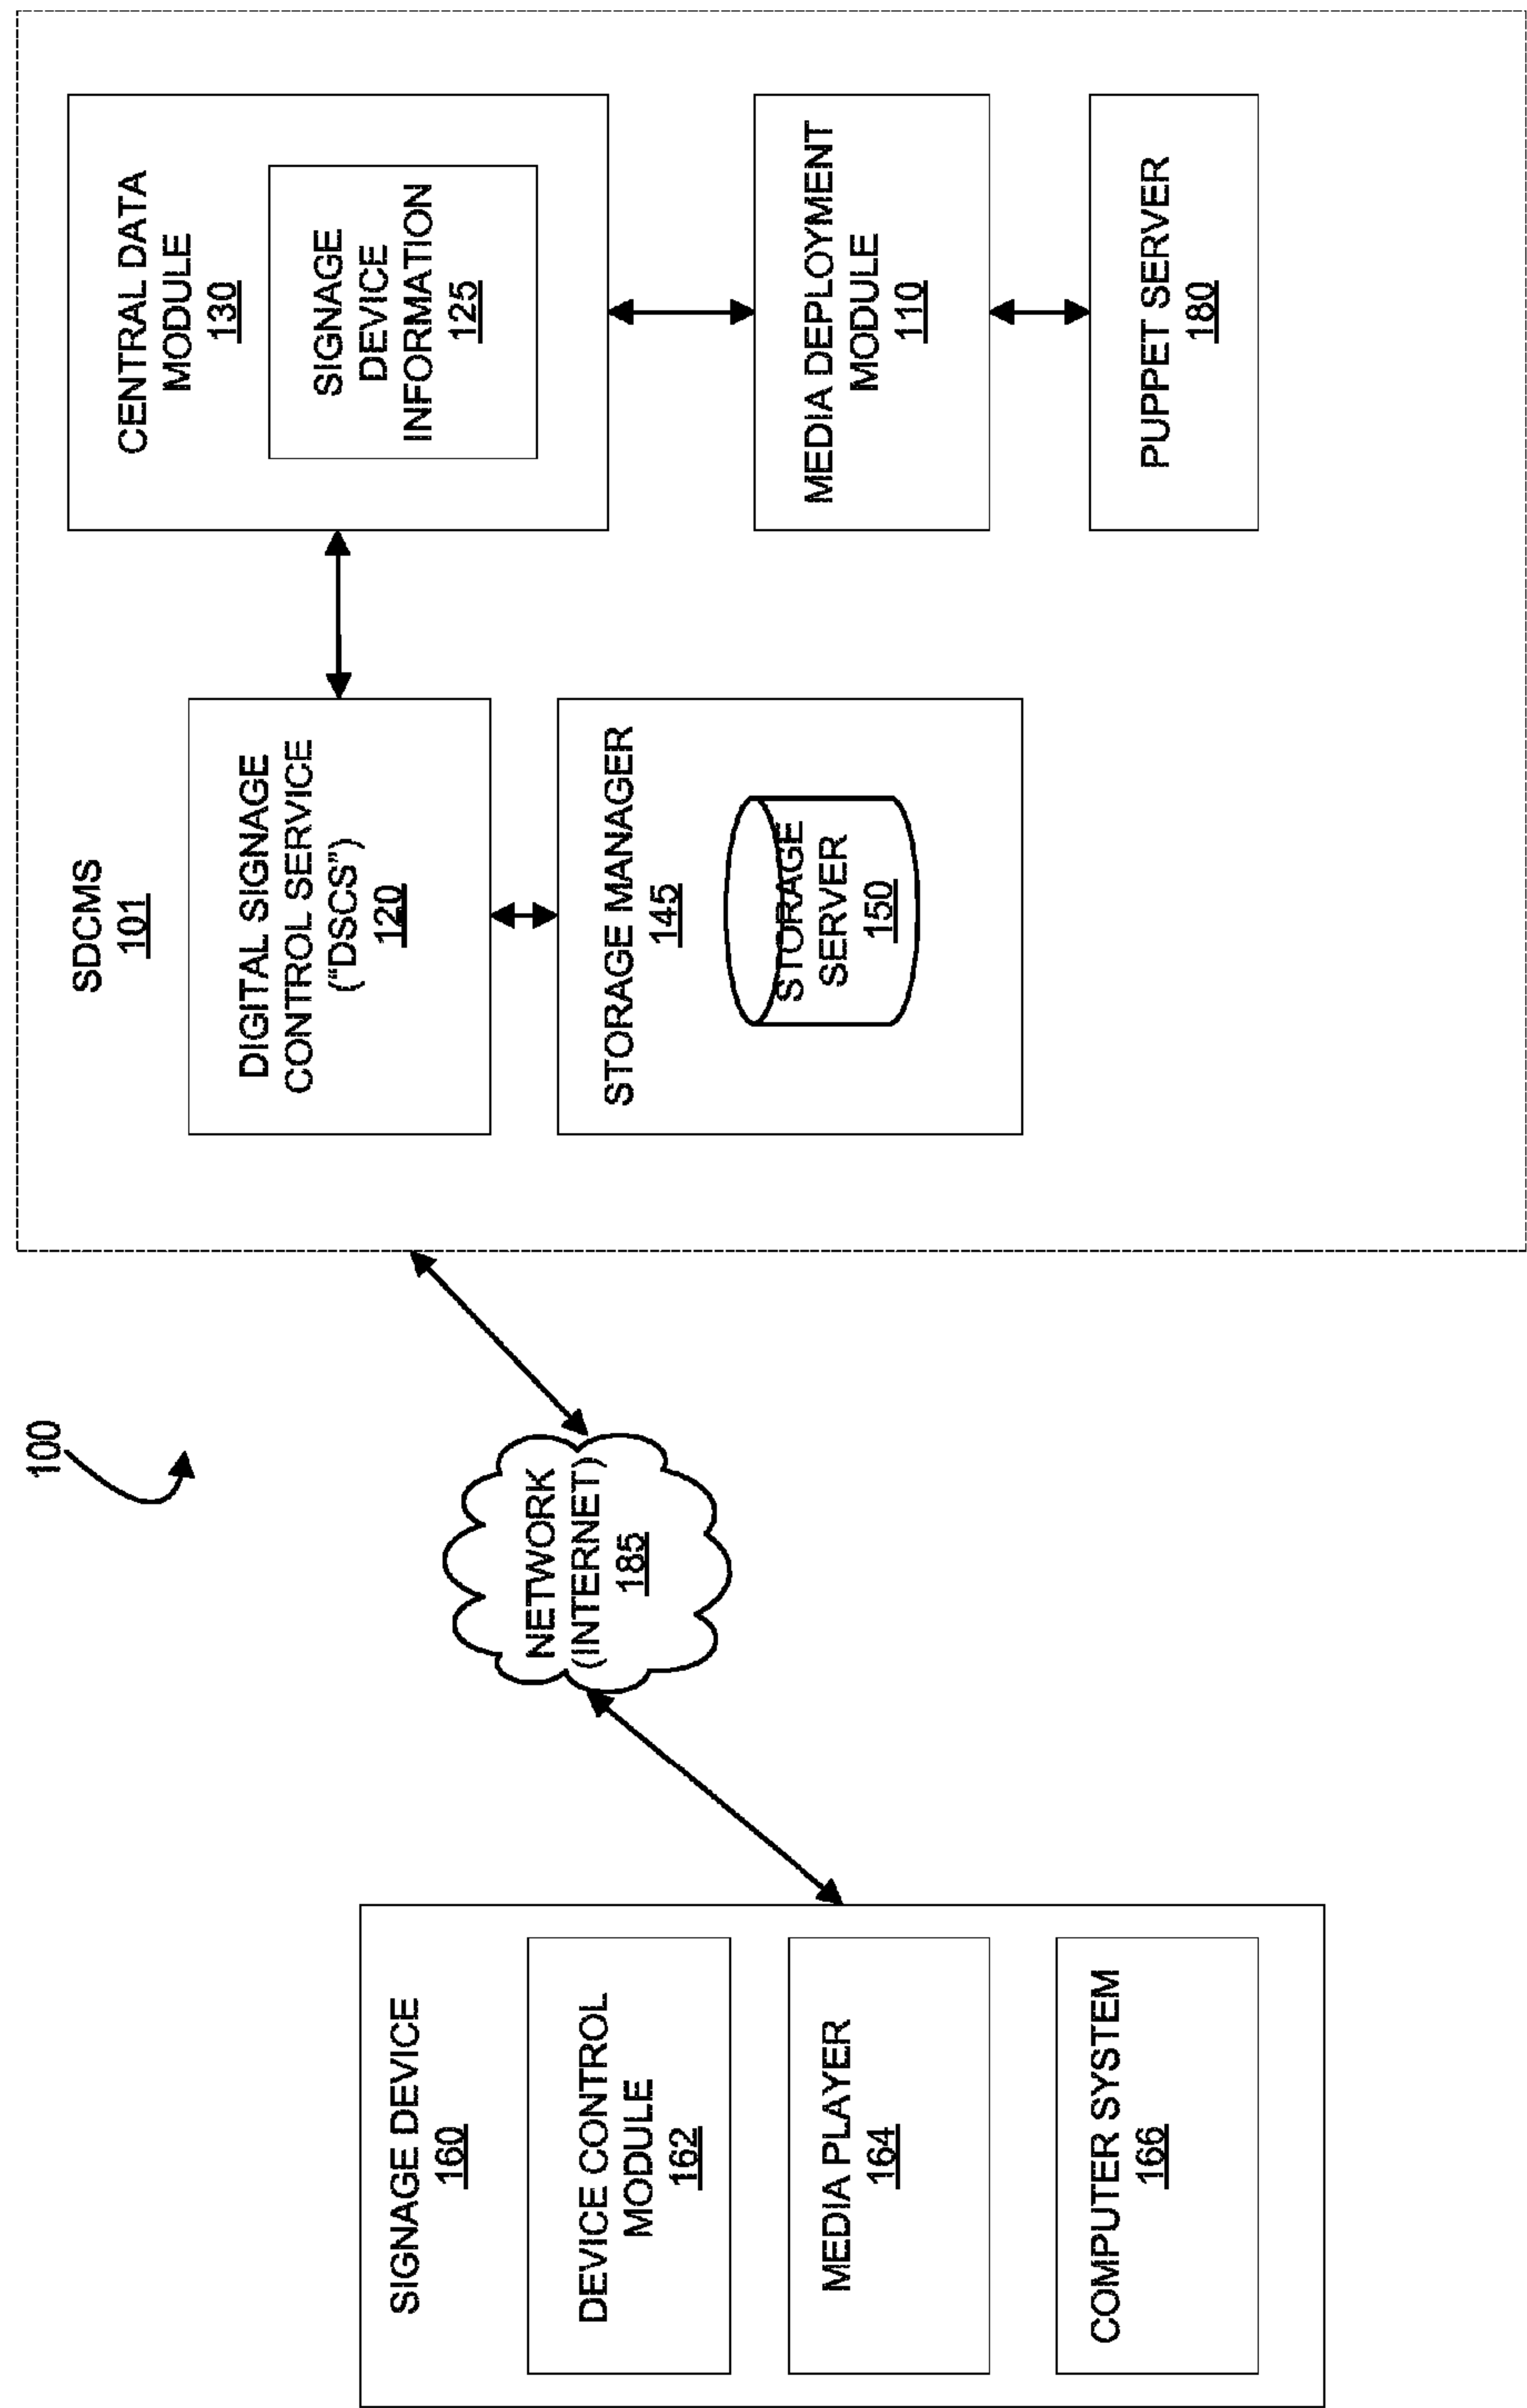 100
SIGNAGE DEVICE
160
DEVICE CONTROL
MODULE
162
MEDIA PLAYER
164
COMPUTER SYSTEM
166
NETWORK
(INTERNET)
185
SDCMS
101
DIGITAL SIGNAGE
CONTROL SERVICE
("DSCS")
120
STORAGE MANAGER
145
STORAGE
SERVER
150
CENTRAL DATA
MODULE
130
SIGNAGE
DEVICE
INFORMATION
125
MEDIA DEPLOYMENT
MODULE
110
PUPPET SERVER
180